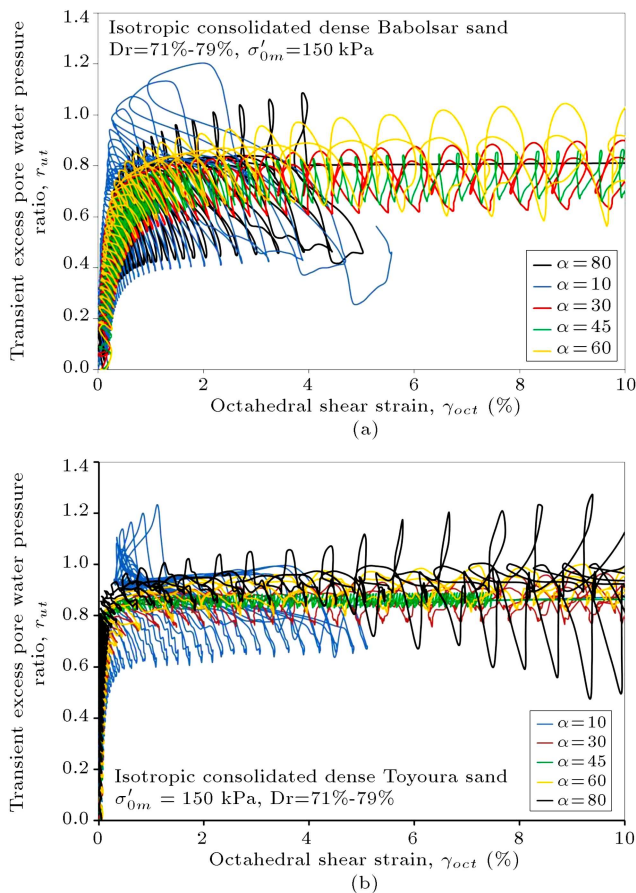 Isotropic consolidated dense Babolsar sand
Dr=71%-79%, σ′0m=150 kPa
Transient excess pore water pressure
ratio, rut
1.4
1.2
1.0
0.8
0.6
0.4
0.2
0.0
α=80
α=10
α=30
α=45
α=60
0 2 4 6 8 10
Octahedral shear strain, γoct (%)
(a)
Transient excess pore water pressure
ratio, rut
1.4
1.2
1.0
0.8
0.6
0.4
0.2
0.0
α=10
α=30
α=45
α=60
α=80
Isotropic consolidated dense Toyoura sand
σ′0m = 150 kPa, Dr=71%-79%
0 2 4 6 8 10
Octahedral shear strain, γoct (%)
(b)